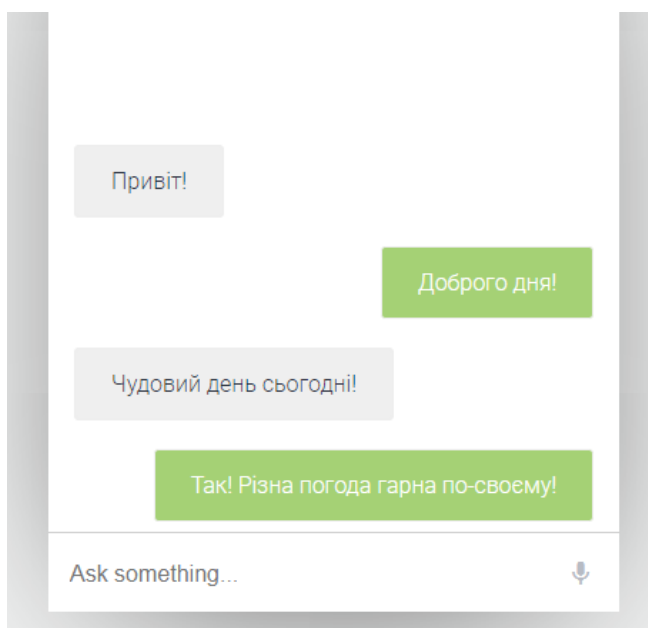 Привіт!
Доброго дня!
Чудовий день сьогодні!
Так! Різна погода гарна по-своєму!
Ask something...